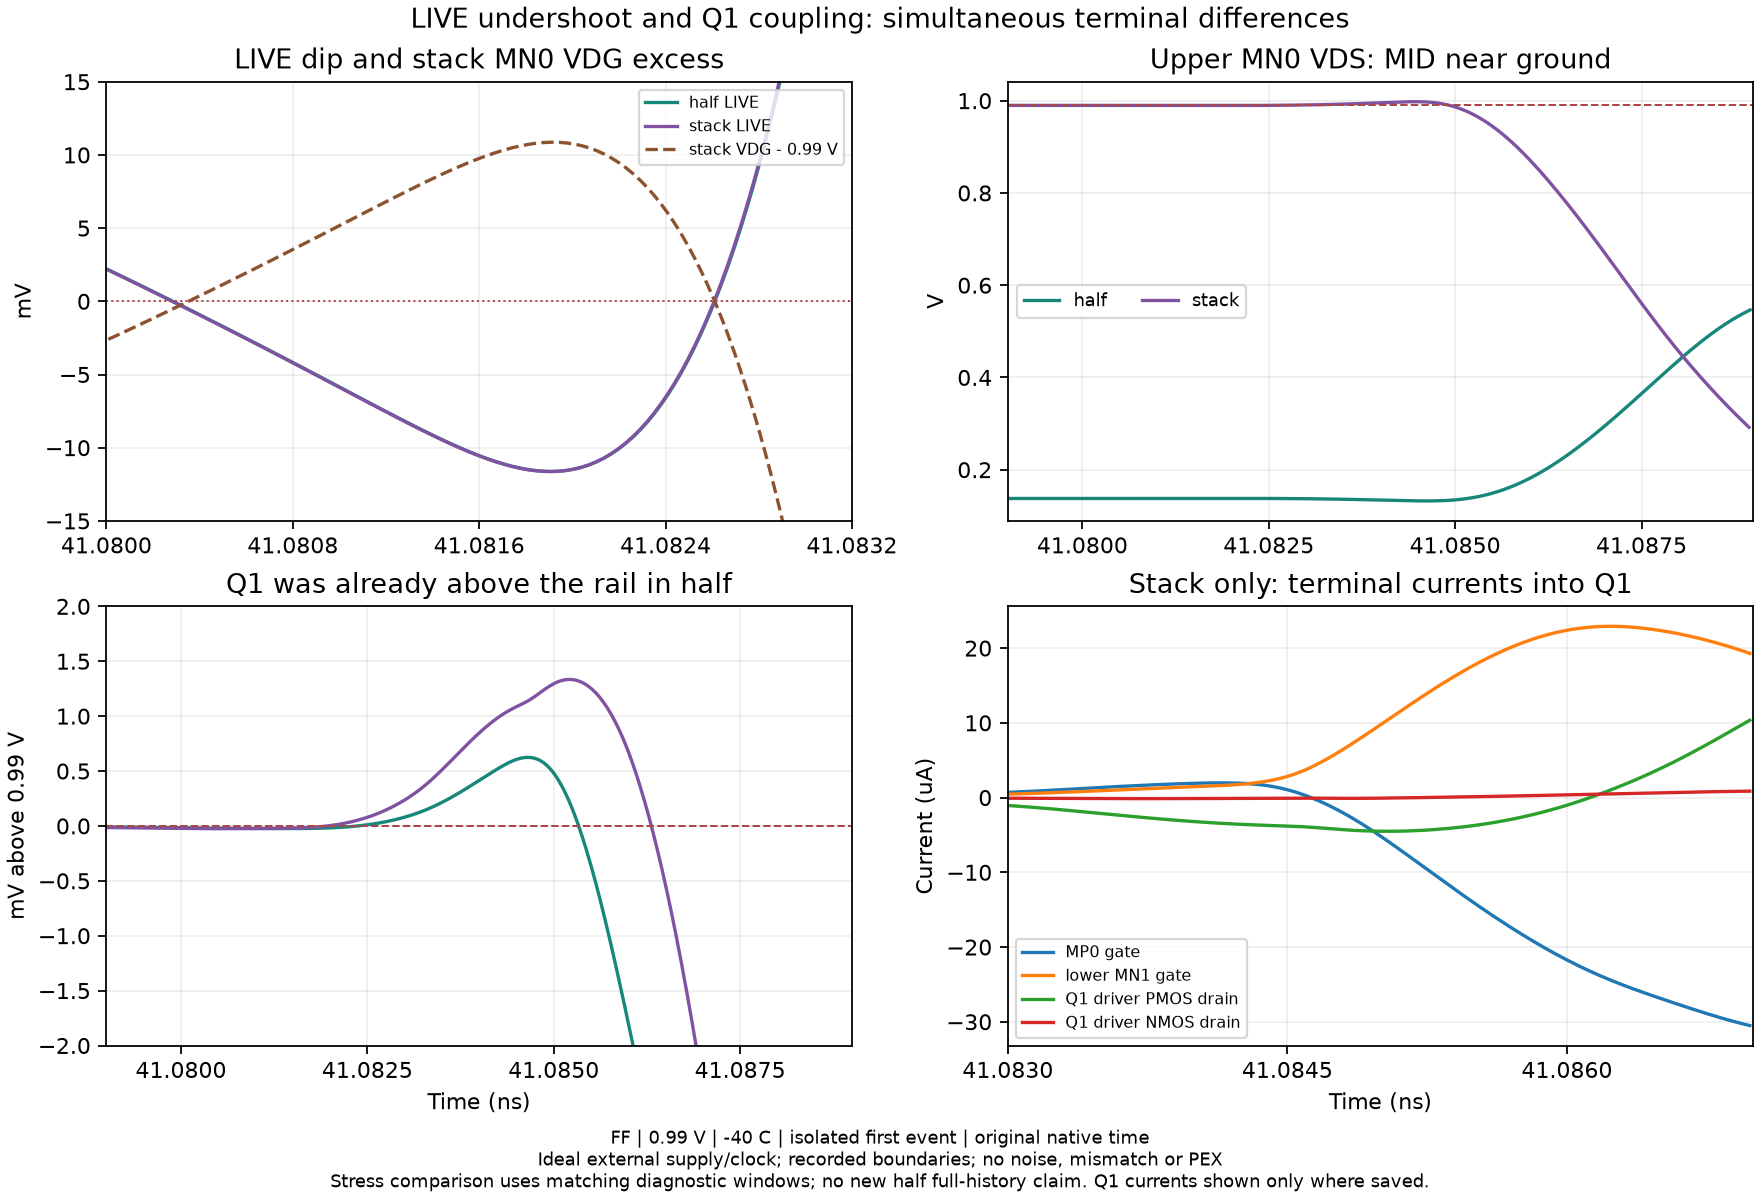 LIVE undershoot and Q1 coupling: simultaneous terminal differences
LIVE dip and stack MN0 VDG excess
15
10
5
0
−5
−10
−15
mV
41.0800
41.0808
41.0816
41.0824
41.0832
half LIVE
stack LIVE
stack VDG - 0.99 V
Upper MN0 VDS: MID near ground
1.0
0.8
0.6
0.4
0.2
V
41.0800
41.0825
41.0850
41.0875
half
stack
Q1 was already above the rail in half
2.0
1.5
1.0
0.5
0.0
−0.5
−1.0
−1.5
−2.0
mV above 0.99 V
41.0800
41.0825
41.0850
41.0875
Time (ns)
Stack only: terminal currents into Q1
20
10
0
−10
−20
−30
Current (uA)
41.0830
41.0845
41.0860
Time (ns)
MP0 gate
lower MN1 gate
Q1 driver PMOS drain
Q1 driver NMOS drain
FF | 0.99 V | -40 C | isolated first event | original native time
Ideal external supply/clock; recorded boundaries; no noise, mismatch or PEX
Stress comparison uses matching diagnostic windows; no new half full-history claim. Q1 currents shown only where saved.